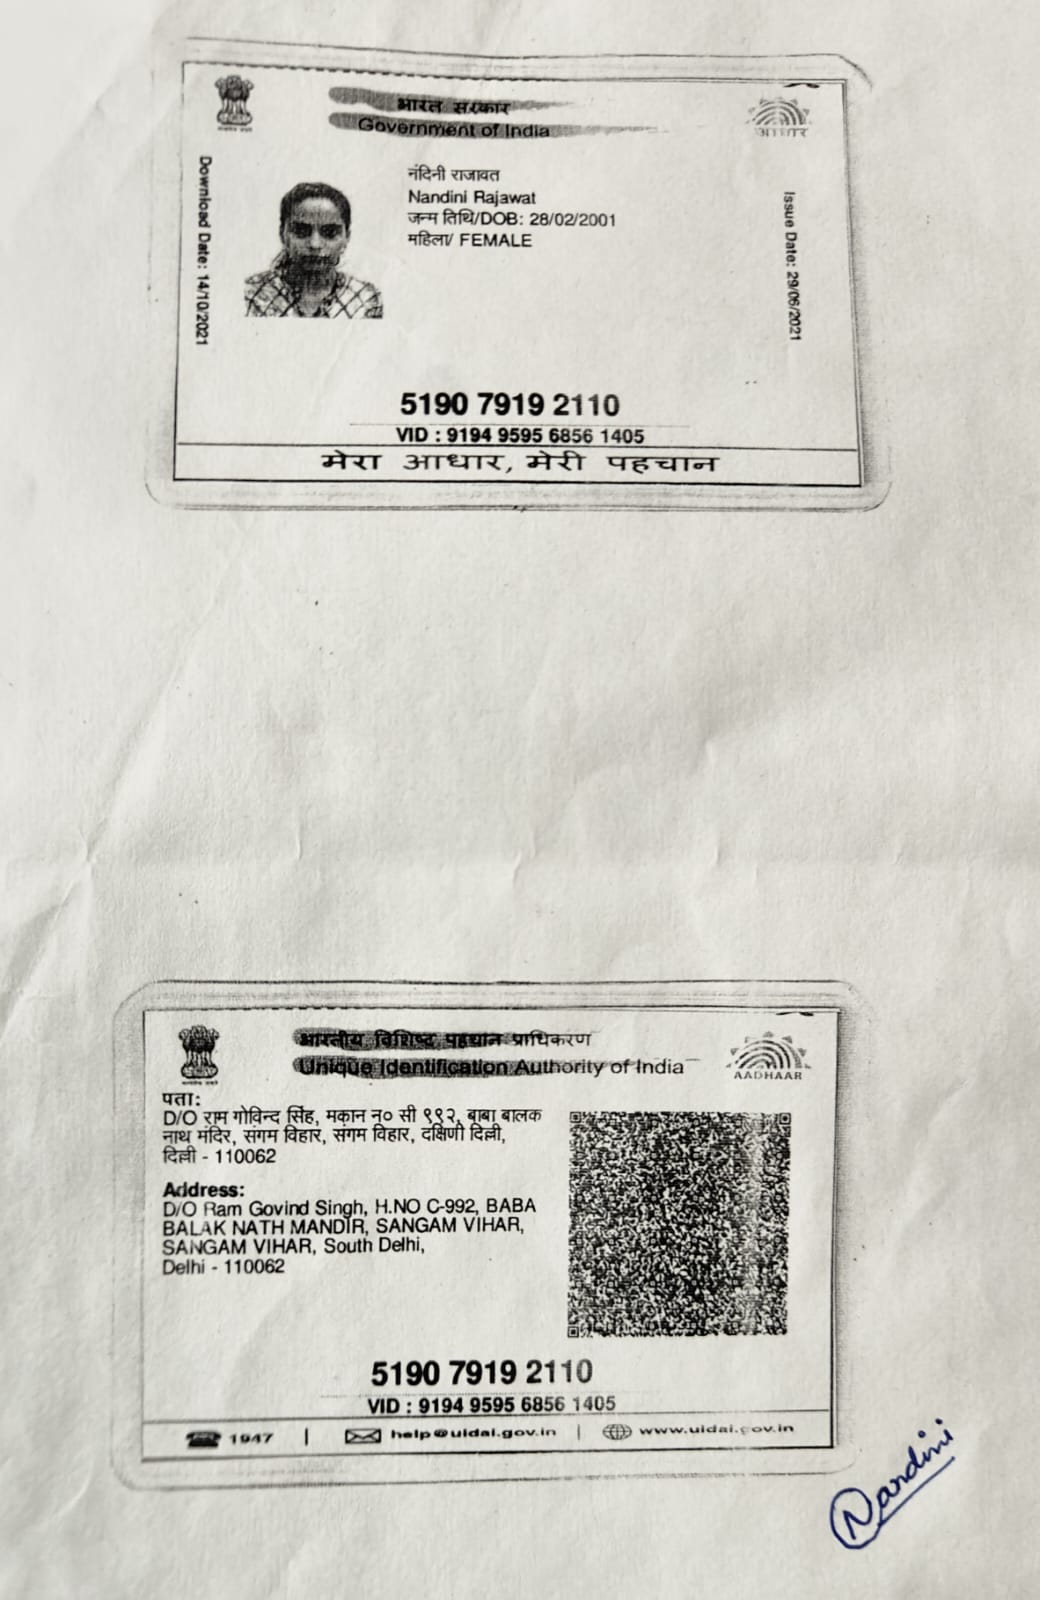 भारत सरकार
Government of India
आधार
Download Date: 14/10/2021
नंदिनी राजावत
Nandini Rajawat
जन्म तिथि/DOB: 28/02/2001
महिला/ FEMALE
Issue Date: 29/06/2021
5190 7919 2110
VID : 9194 9595 6856 1405
मेरा आधार, मेरी पहचान
भारतीय विशिष्ट पहचान प्राधिकरण
Unique Identification Authority of India
AADHAAR
पता:
D/O राम गोविन्द सिंह, मकान न० सी ९९२, बाबा बालक
नाथ मंदिर, संगम विहार, संगम विहार, दक्षिणी दिल्ली,
दिल्ली - 110062
Address:
D/O Ram Govind Singh, H.NO C-992, BABA
BALAK NATH MANDIR, SANGAM VIHAR,
SANGAM VIHAR, South Delhi,
Delhi - 110062
5190 7919 2110
VID : 9194 9595 6856 1405
1947 | help@uidai.gov.in | www.uidai.gov.in
Nandini